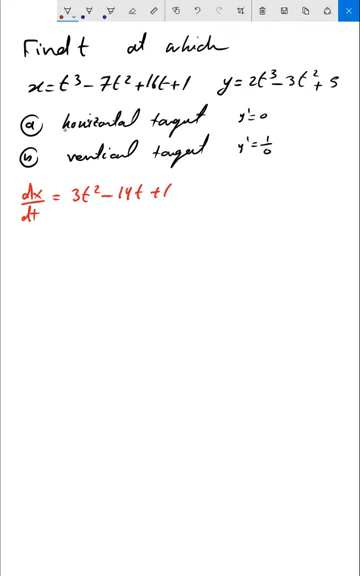 Find t at which
x = t³ - 7t² + 16t + 1 y = 2t³ - 3t² + 5
(a) horizontal tangent y' = 0
(b) vertical tangent y' = 1/0
dx/dt = 3t² - 14t + 1